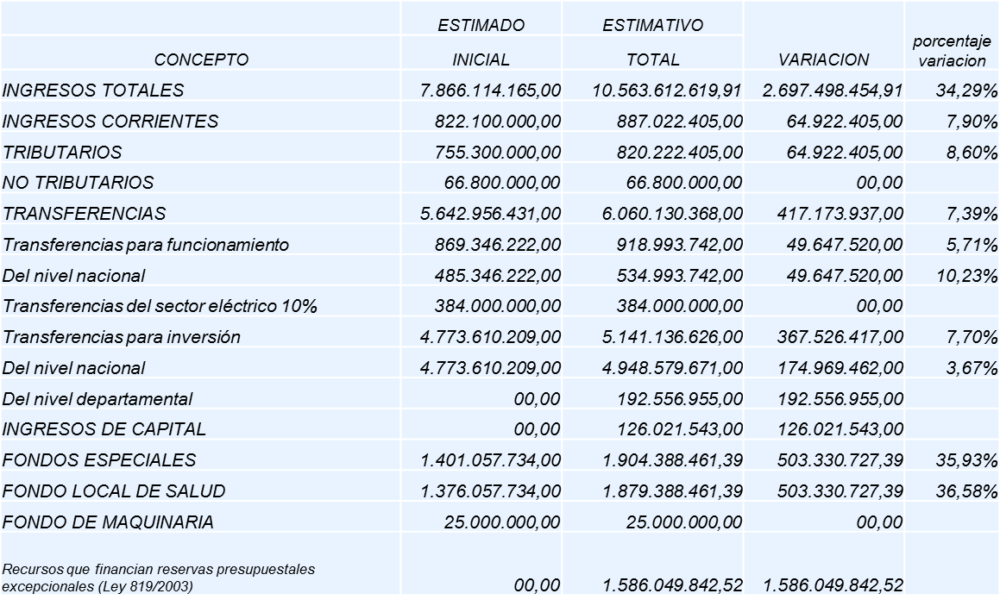 ESTIMADO ESTIMATIVO
CONCEPTO INICIAL TOTAL VARIACION porcentaje variacion
INGRESOS TOTALES 7.866.114.165,00 10.563.612.619,91 2.697.498.454,91 34,29%
INGRESOS CORRIENTES 822.100.000,00 887.022.405,00 64.922.405,00 7,90%
TRIBUTARIOS 755.300.000,00 820.222.405,00 64.922.405,00 8,60%
NO TRIBUTARIOS 66.800.000,00 66.800.000,00 00,00
TRANSFERENCIAS 5.642.956.431,00 6.060.130.368,00 417.173.937,00 7,39%
Transferencias para funcionamiento 869.346.222,00 918.993.742,00 49.647.520,00 5,71%
Del nivel nacional 485.346.222,00 534.993.742,00 49.647.520,00 10,23%
Transferencias del sector eléctrico 10% 384.000.000,00 384.000.000,00 00,00
Transferencias para inversión 4.773.610.209,00 5.141.136.626,00 367.526.417,00 7,70%
Del nivel nacional 4.773.610.209,00 4.948.579.671,00 174.969.462,00 3,67%
Del nivel departamental 00,00 192.556.955,00 192.556.955,00
INGRESOS DE CAPITAL 00,00 126.021.543,00 126.021.543,00
FONDOS ESPECIALES 1.401.057.734,00 1.904.388.461,39 503.330.727,39 35,93%
FONDO LOCAL DE SALUD 1.376.057.734,00 1.879.388.461,39 503.330.727,39 36,58%
FONDO DE MAQUINARIA 25.000.000,00 25.000.000,00 00,00
Recursos que financian reservas presupuestales
excepcionales (Ley 819/2003) 00,00 1.586.049.842,52 1.586.049.842,52